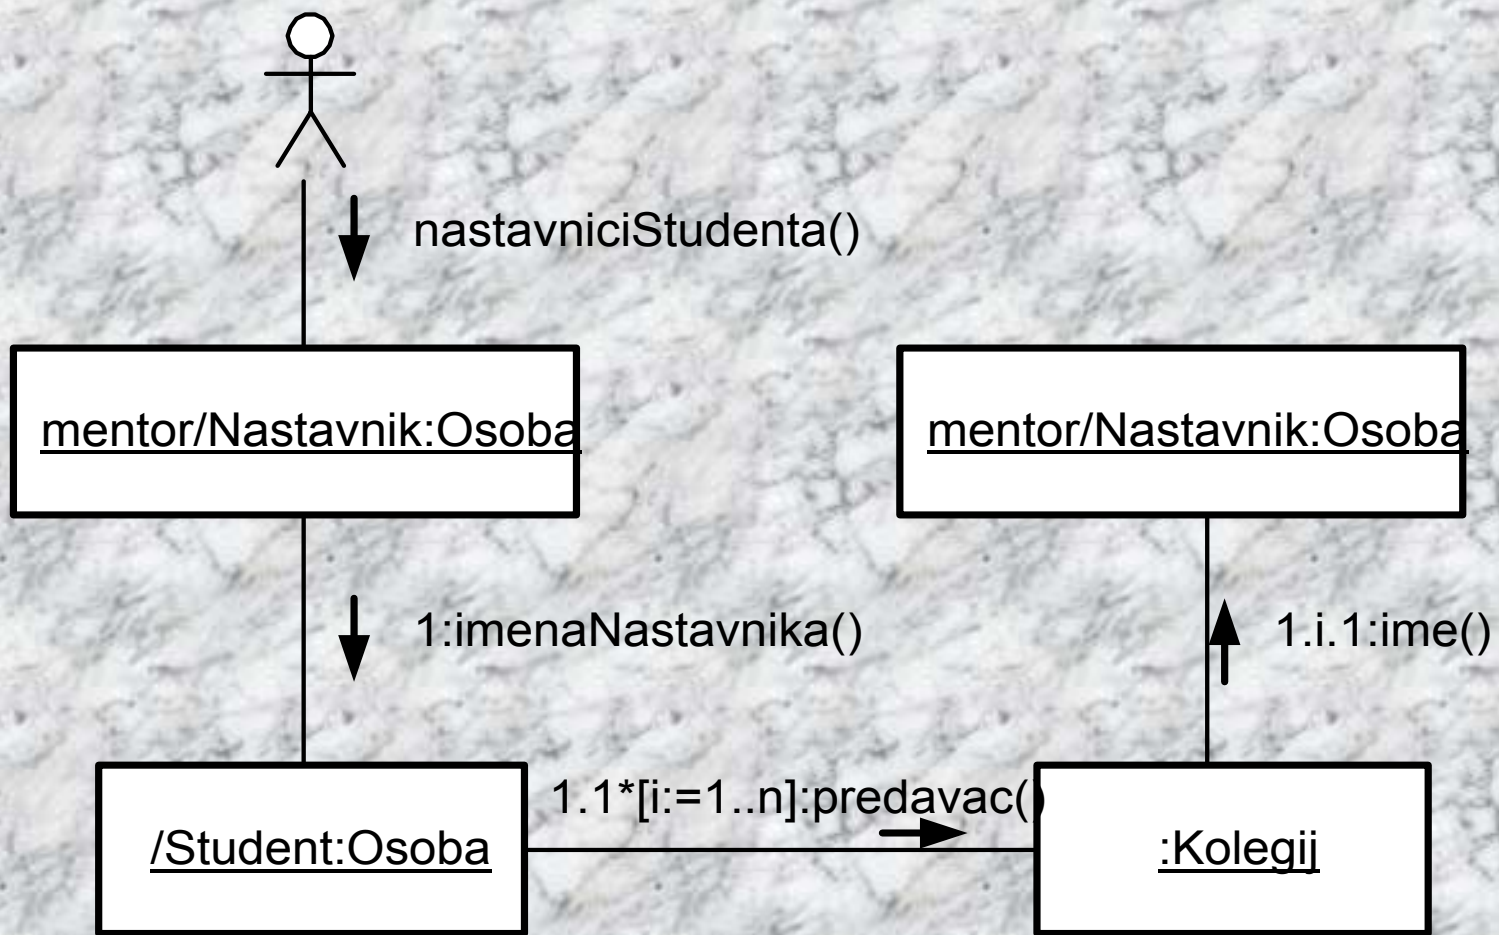 nastavniciStudenta()
mentor/Nastavnik:Osoba
mentor/Nastavnik:Osoba
1:imenaNastavnika()
1.i.1:ime()
1.1*[i:=1..n]:predavac()
/Student:Osoba
:Kolegij